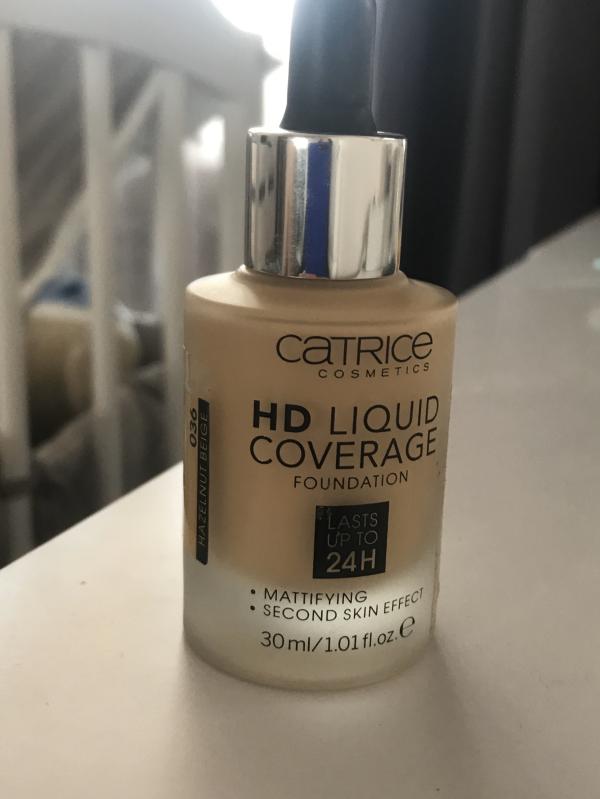 CATRICE
COSMETICS
HD LIQUID
COVERAGE
FOUNDATION
LASTS
UP TO
24H
• MATTIFYING
• SECOND SKIN EFFECT
30 ml/1.01 fl.oz. ℮
036
HAZELNUT BEIGE